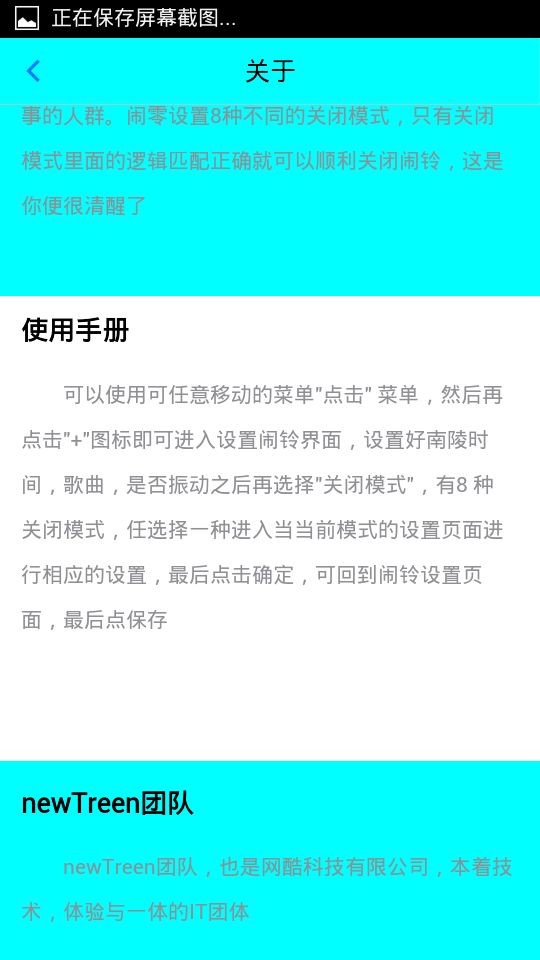 正在保存屏幕截图...
关于
事的人群。闹零设置8种不同的关闭模式，只有关闭
模式里面的逻辑匹配正确就可以顺利关闭闹铃，这是
你便很清醒了
使用手册
可以使用可任意移动的菜单"点击" 菜单，然后再
点击"+"图标即可进入设置闹铃界面，设置好南陵时
间，歌曲，是否振动之后再选择"关闭模式"，有8 种
关闭模式，任选择一种进入当当前模式的设置页面进
行相应的设置，最后点击确定，可回到闹铃设置页
面，最后点保存
newTreen团队
newTreen团队，也是网酷科技有限公司，本着技
术，体验与一体的IT团体